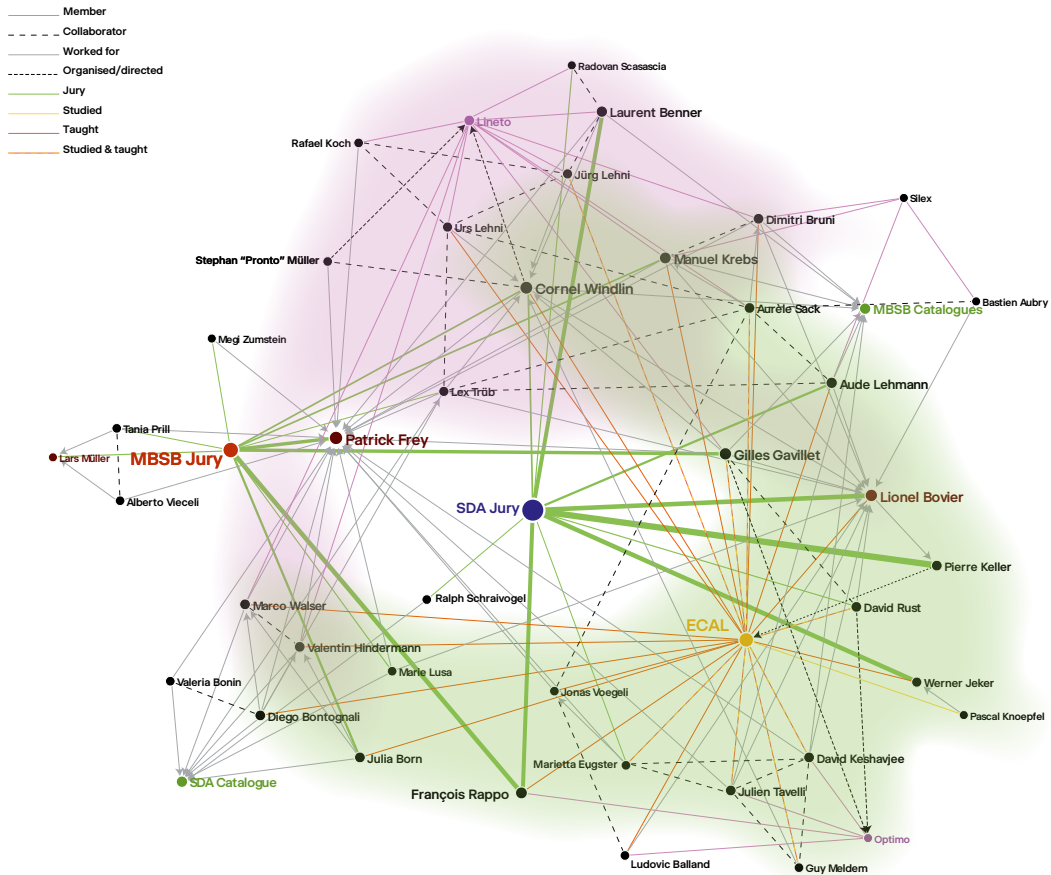 Member
Collaborator
Worked for
Organised/directed
Jury
Studied
Taught
Studied & taught
Radovan Scasascia
Laurent Benner
Lineto
Rafael Koch
Jürg Lehni
Silex
Dimitri Bruni
Urs Lehni
Stephan “Pronto” Müller
Manuel Krebs
Cornel Windlin
Bastien Aubry
Aurèle Sack
MBSB Catalogues
Megi Zumstein
Aude Lehmann
Lex Trüb
Tania Prill
Patrick Frey
Lars Müller
MBSB Jury
Gilles Gavillet
Alberto Vieceli
Lionel Bovier
SDA Jury
Pierre Keller
Ralph Schraivogel
Marco Walser
David Rust
ECAL
Valentin Hindermann
Marie Lusa
Valeria Bonin
Werner Jeker
Jonas Voegeli
Diego Bontognali
Pascal Knoepfel
Julia Born
David Keshavjee
Marietta Eugster
SDA Catalogue
Julien Tavelli
François Rappo
Optimo
Ludovic Balland
Guy Meldem